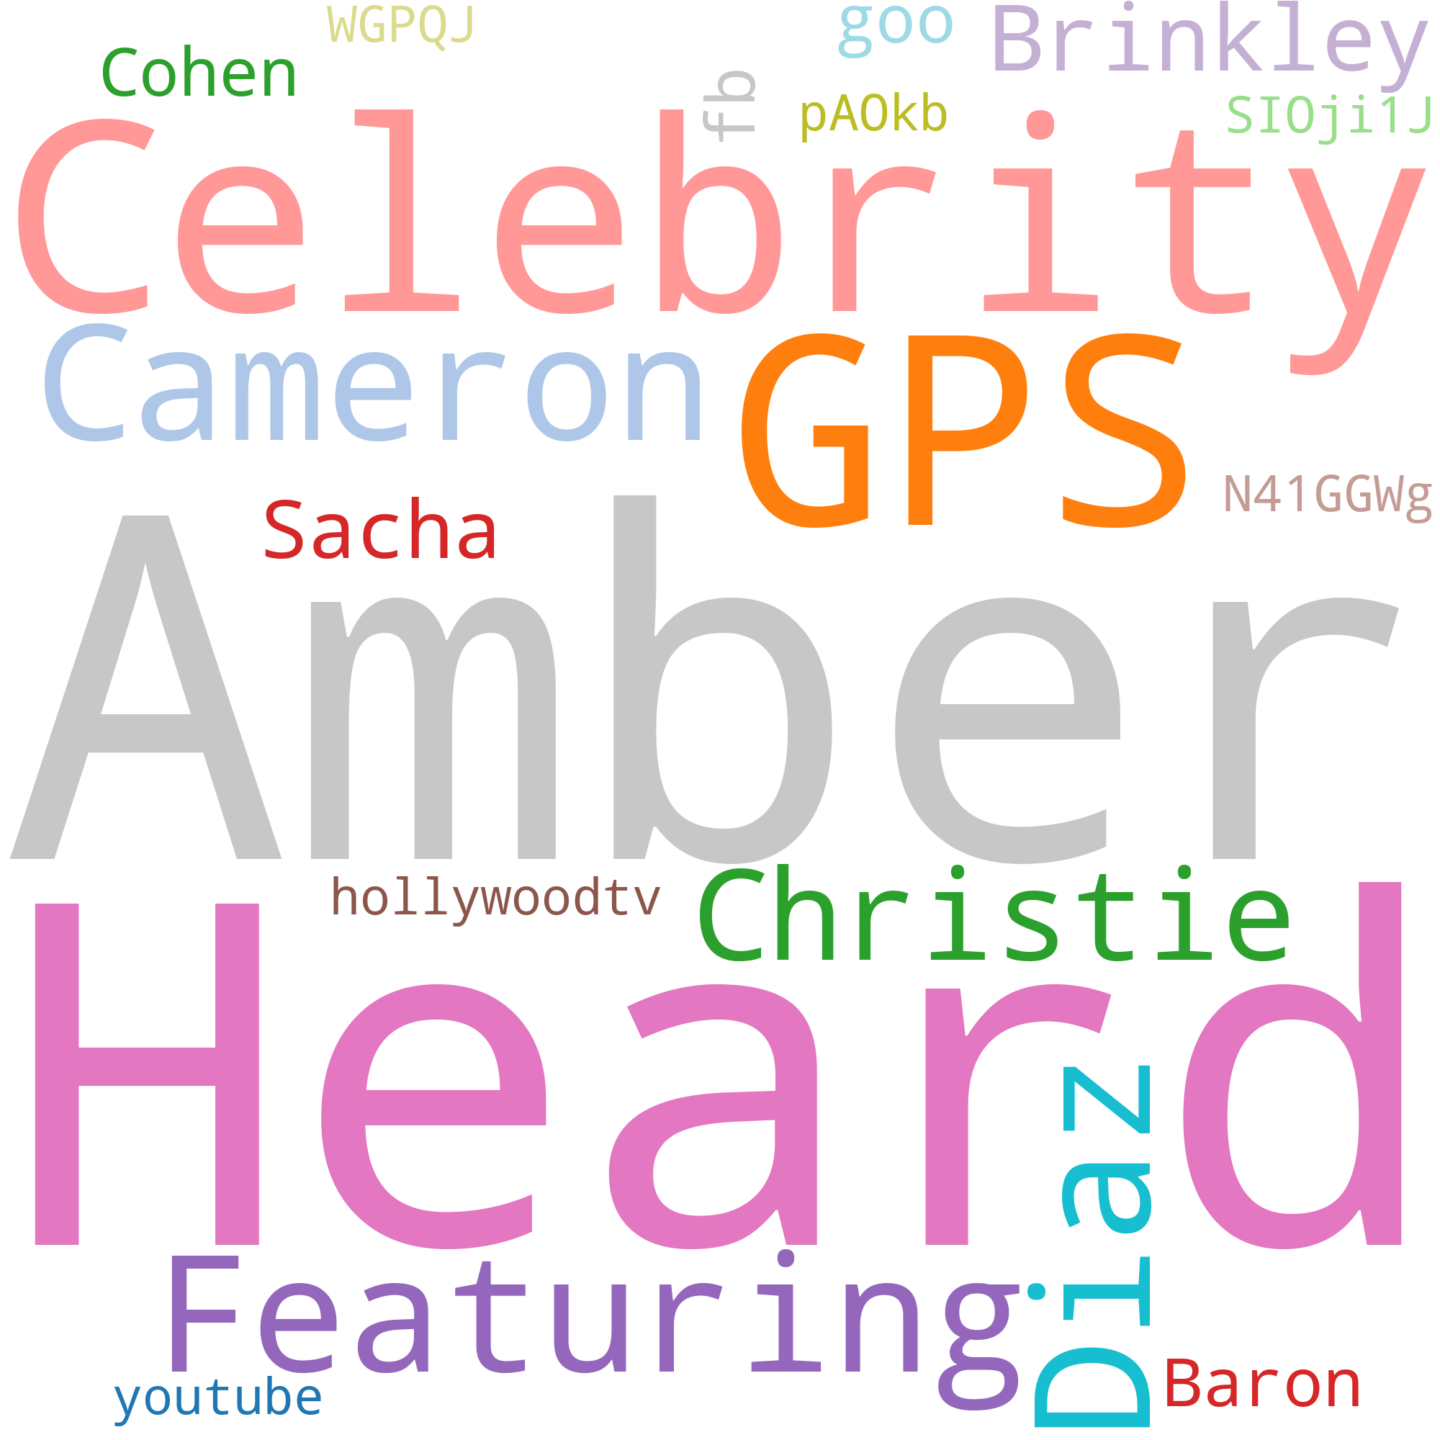 WGPQJ
goo
Brinkley
Cohen
fb
pAOkb
SIOji1J
Celebrity
Cameron
GPS
Sacha
N41GGWg
Amber
hollywoodtv
Christie
Heard
Diaz
Featuring
youtube
Baron